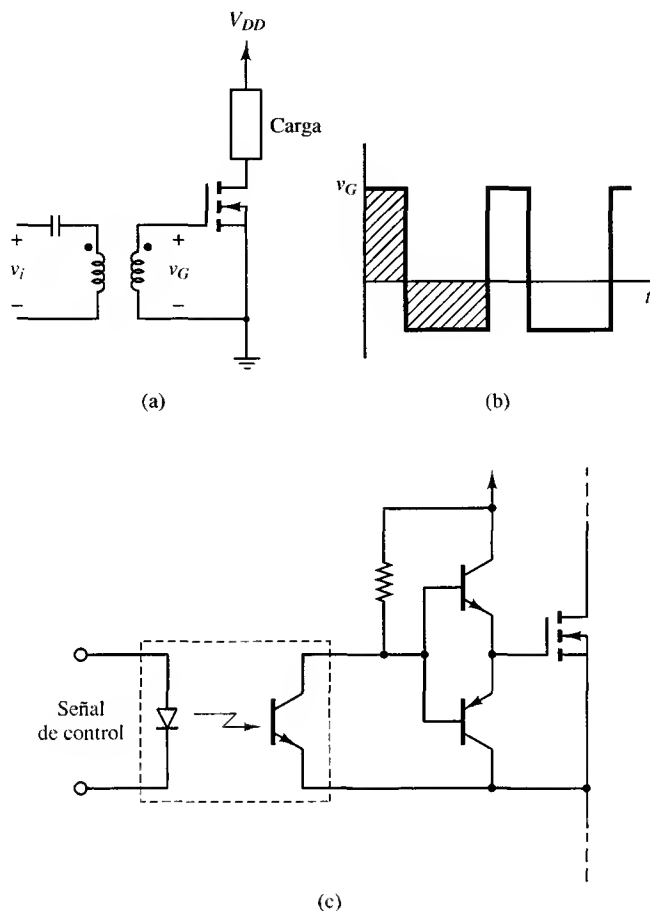 V_DD
Carga
+
v_i
−
+
v_G
−
(a)
v_G
t
(b)
Señal
de control
(c)